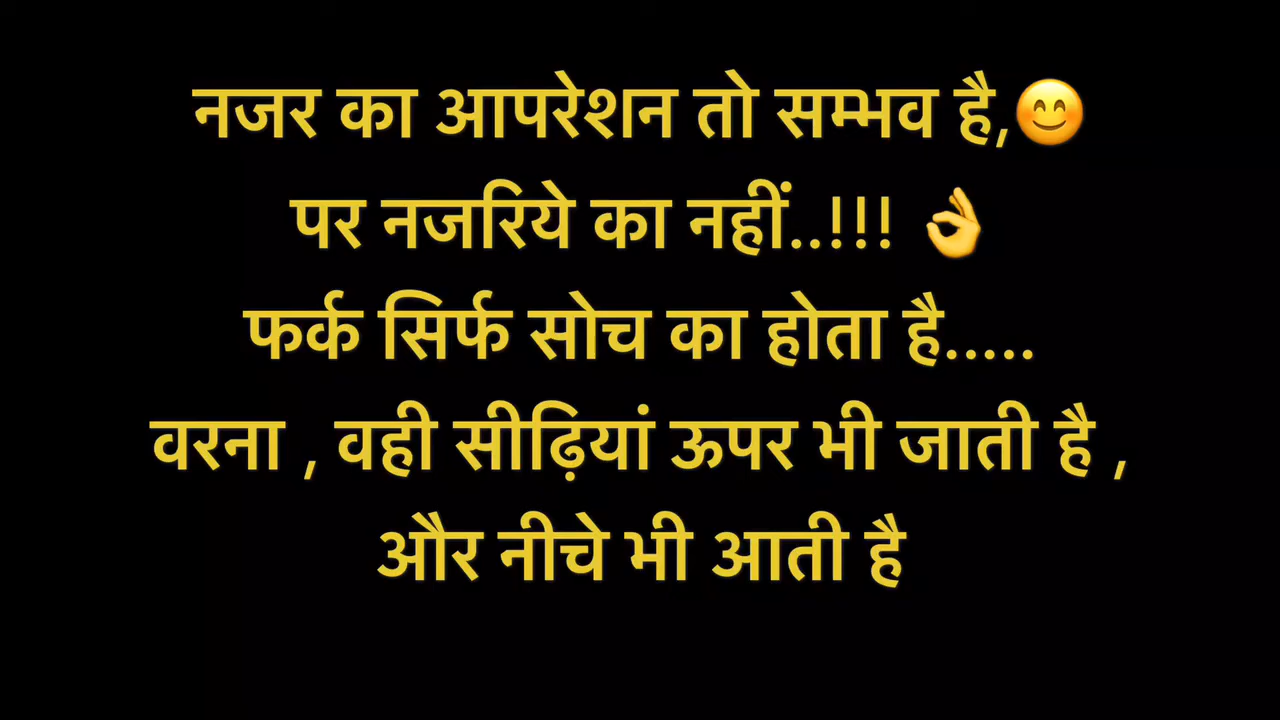 नजर का आपरेशन तो सम्भव है,😊
पर नजरिये का नहीं..!!! 👌
फर्क सिर्फ सोच का होता है.....
वरना , वही सीढ़ियां ऊपर भी जाती है ,
और नीचे भी आती है